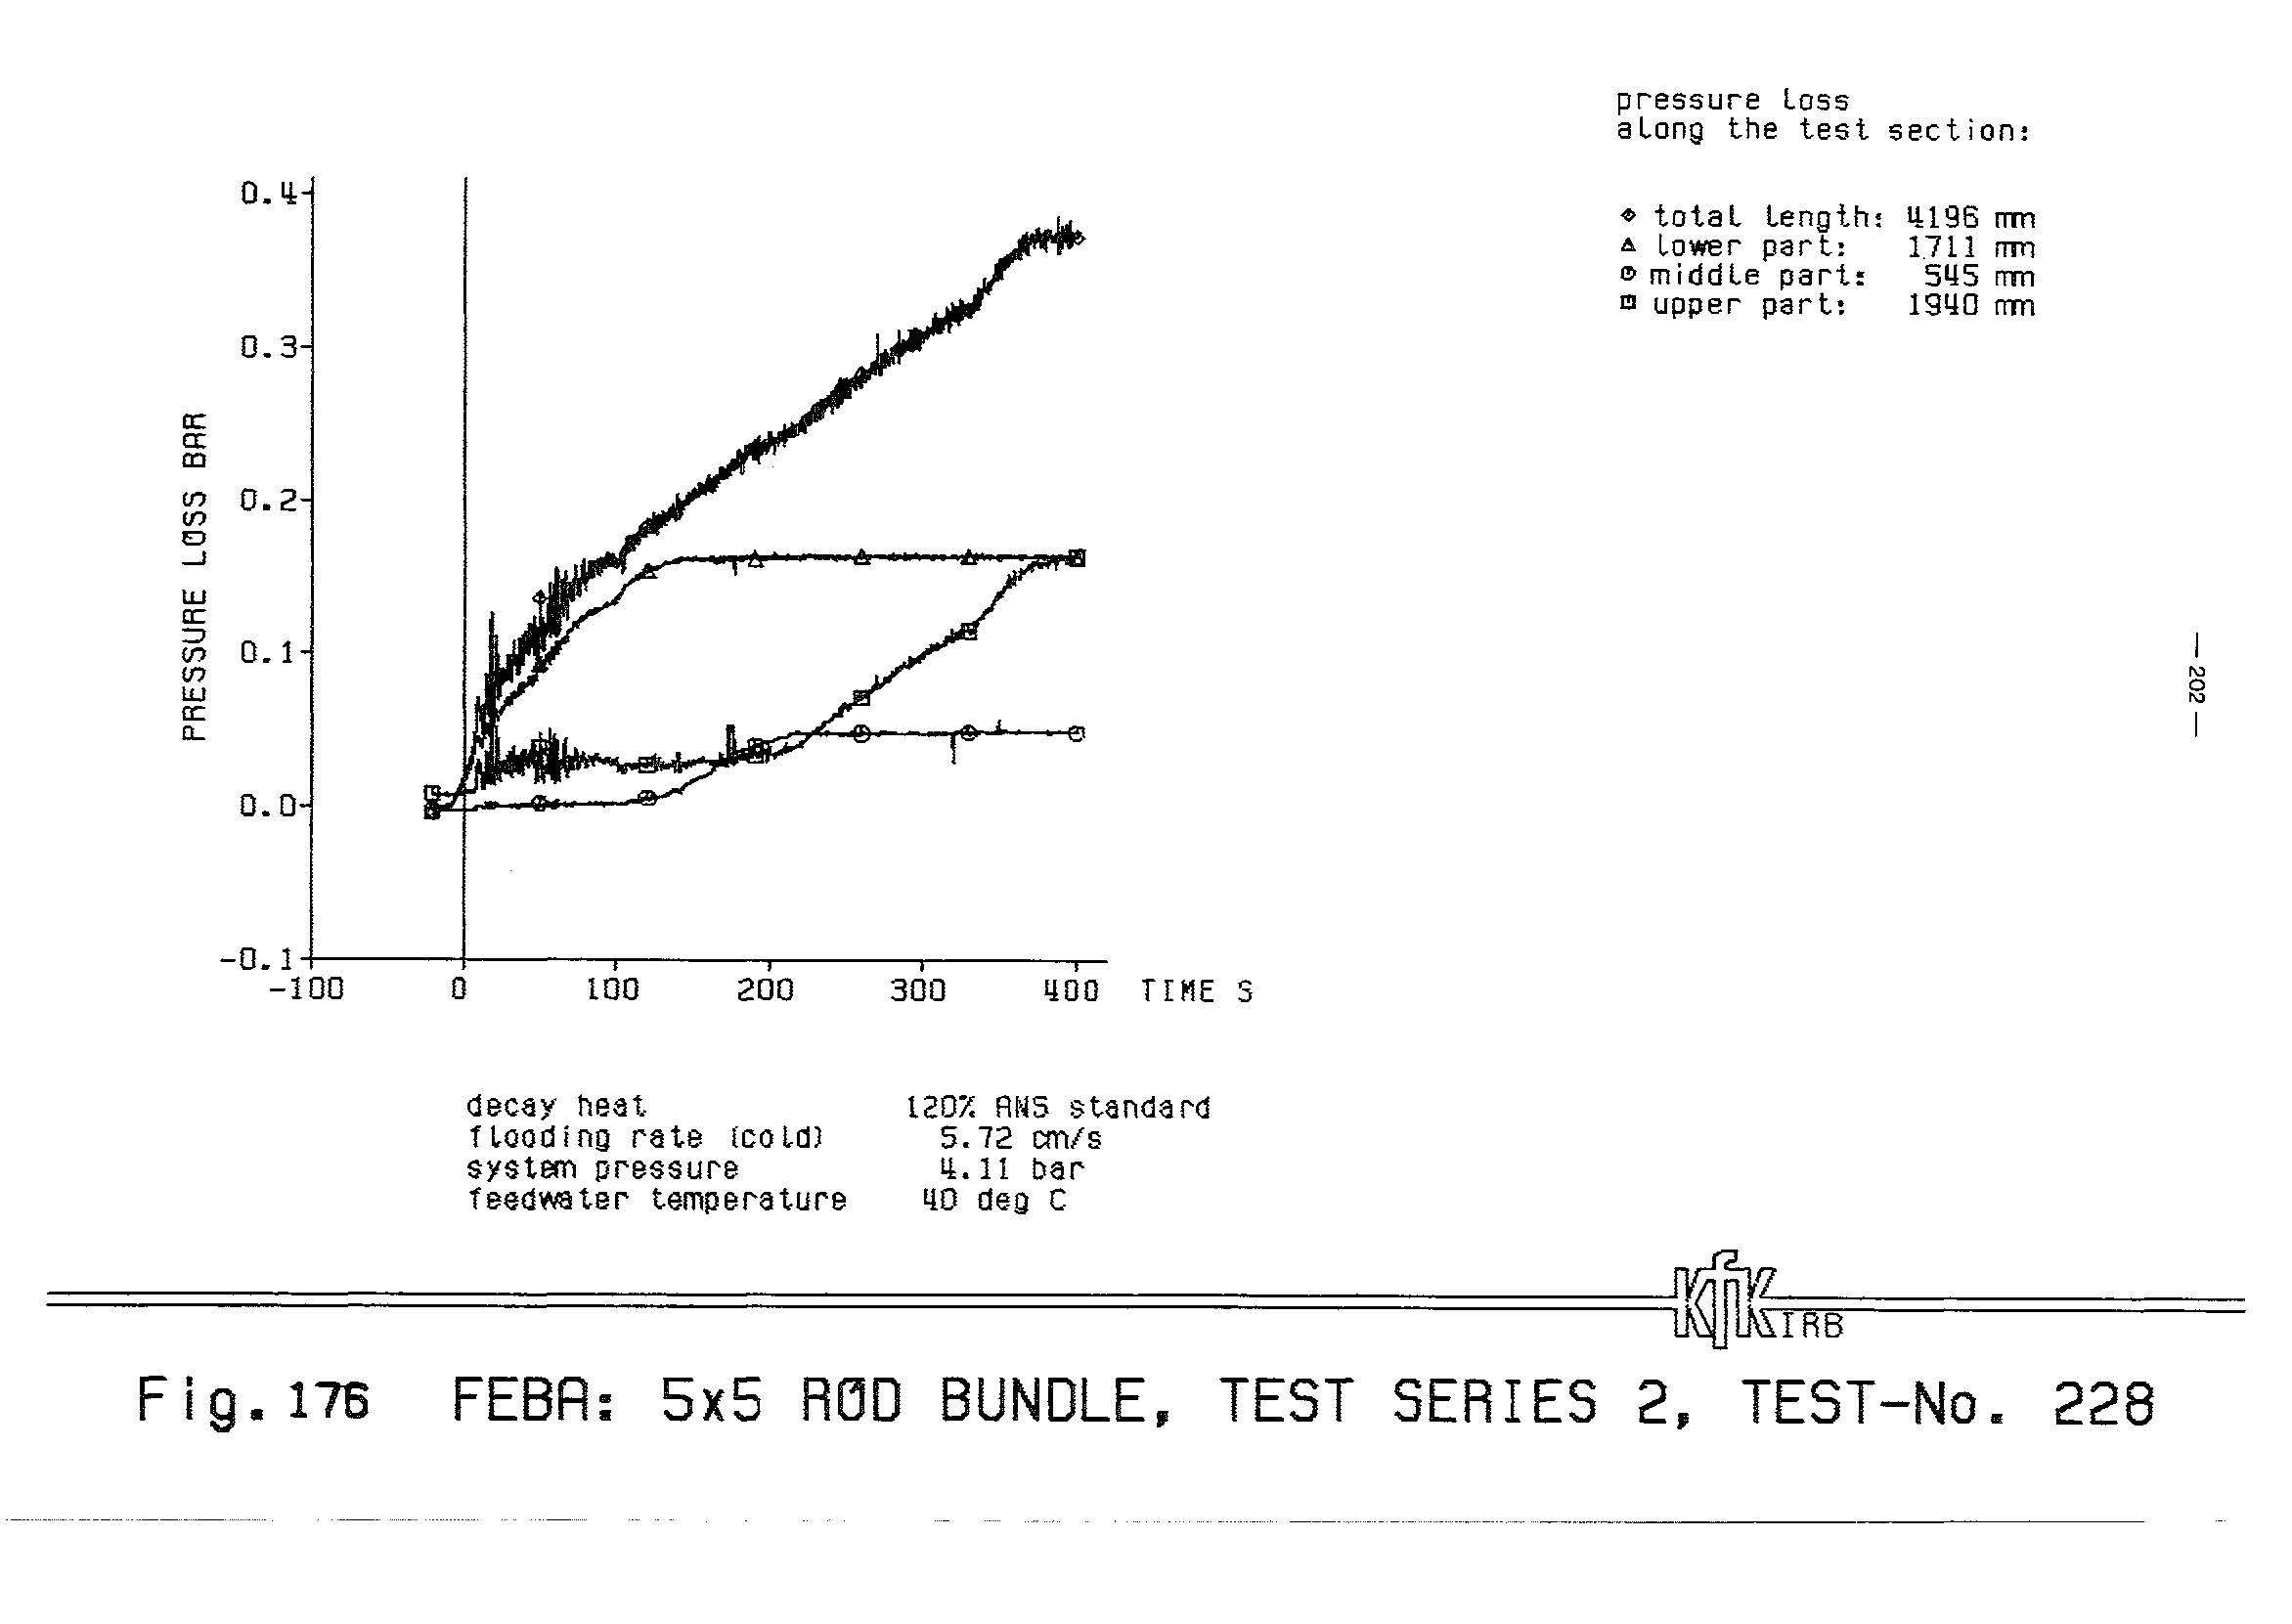 pressure loss
along the test section:
total length: 4196 mm
lower part: 1711 mm
middle part: 545 mm
upper part: 1940 mm
0.4
0.3
0.2
0.1
0.0
-0.1
PRESSURE LOSS BAR
-100 0 100 200 300 400 TIME S
— 202 —
decay heat 120% ANS standard
flooding rate (cold) 5.72 cm/s
system pressure 4.11 bar
feedwater temperature 40 deg C
KfK IRB
Fig. 176 FEBA: 5x5 ROD BUNDLE, TEST SERIES 2, TEST-No. 228